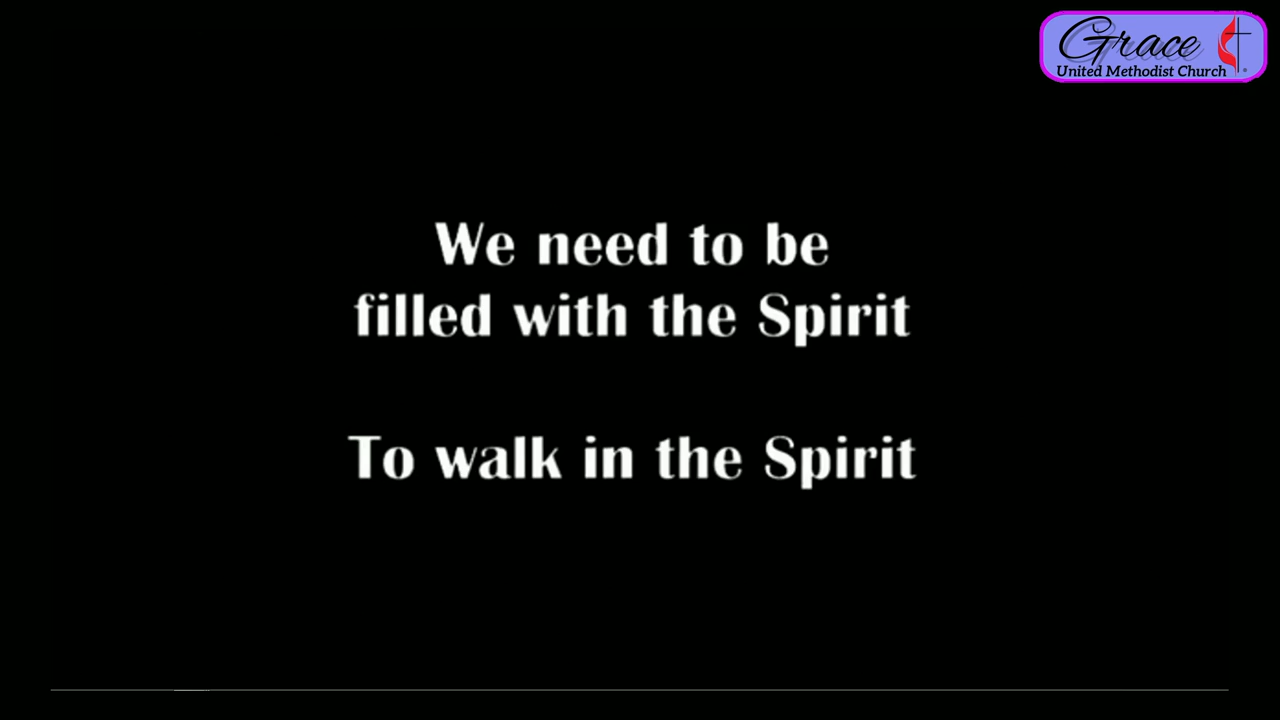 Grace
United Methodist Church
We need to be
filled with the Spirit
To walk in the Spirit